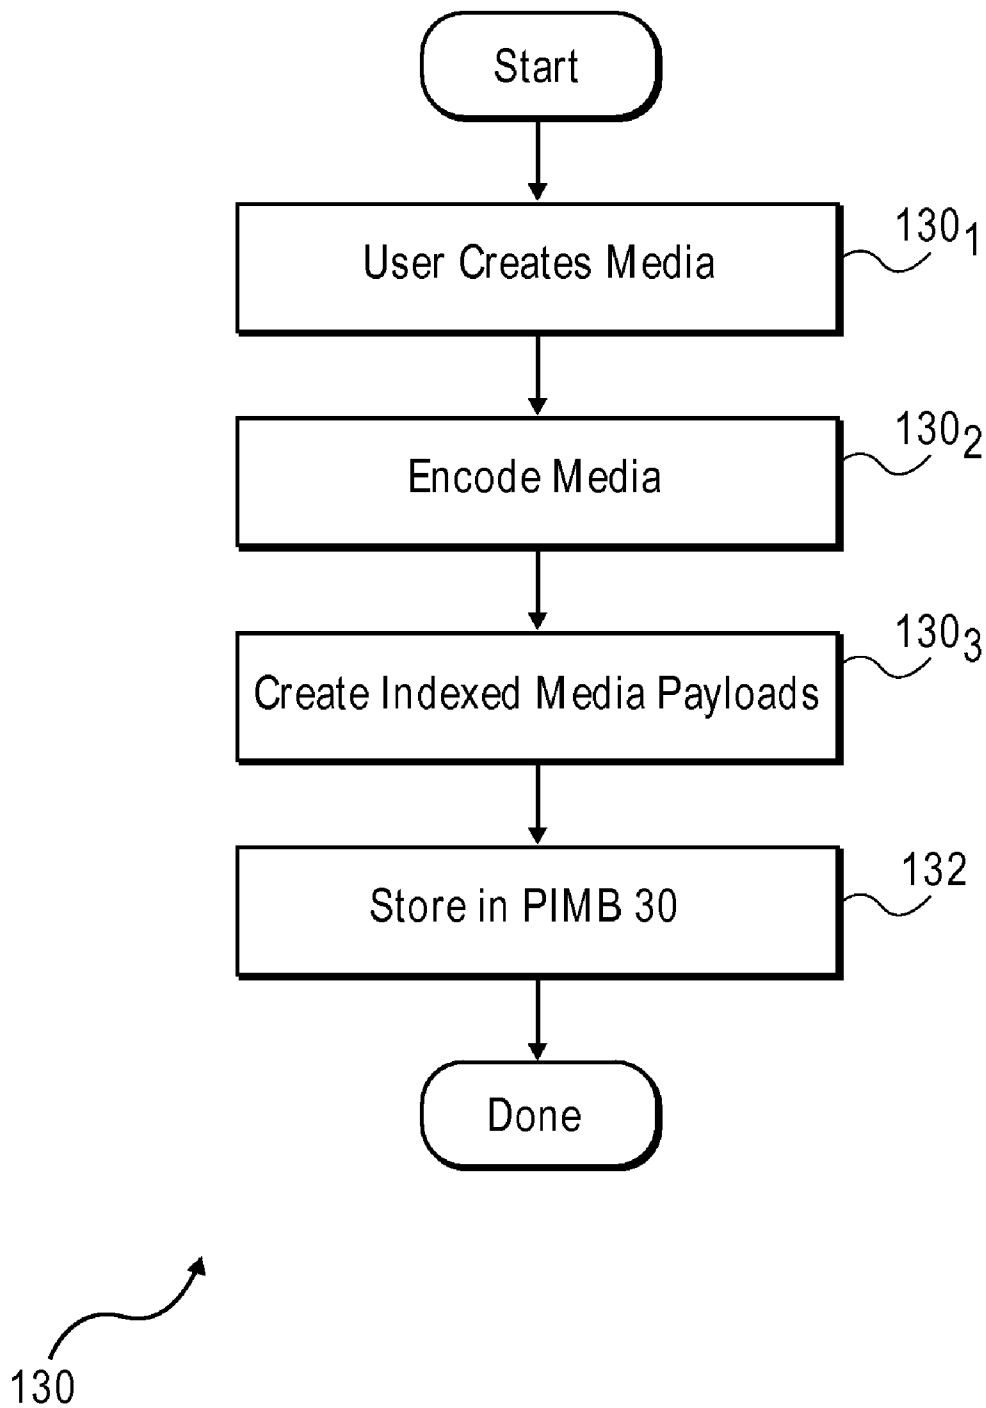 Start
User Creates Media
130₁
Encode Media
130₂
Create Indexed Media Payloads
130₃
Store in PIMB 30
132
Done
130